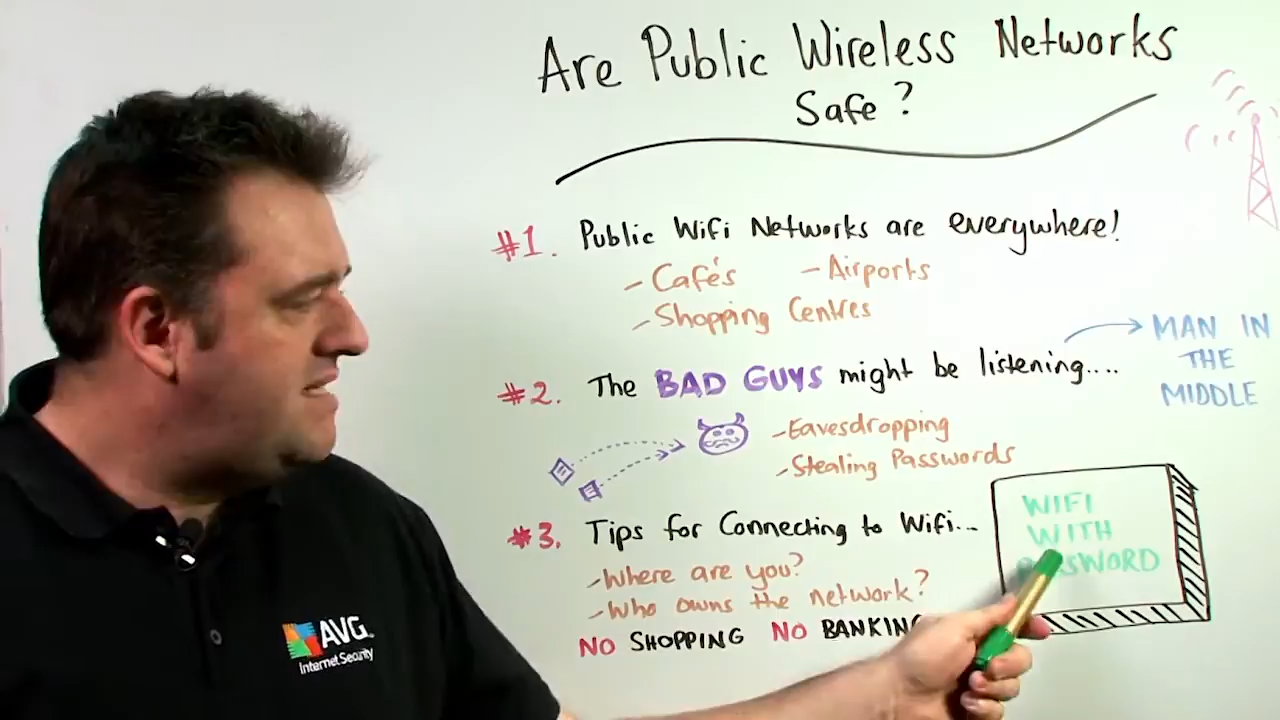 Are Public Wireless Networks
Safe?
#1. Public Wifi Networks are everywhere!
- Cafés - Airports
- Shopping Centres
#2. The BAD GUYS might be listening....
MAN IN
THE
MIDDLE
- Eavesdropping
- Stealing Passwords
#3. Tips for Connecting to Wifi...
- Where are you?
- Who owns the network?
NO SHOPPING NO BANKING
WIFI
WITH
PASSWORD
AVG.
Internet Security